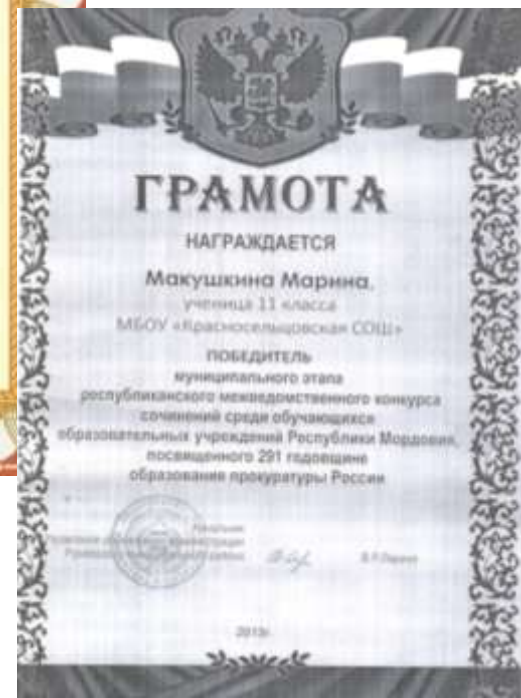 ГРАМОТА
НАГРАЖДАЕТСЯ
Макушкина Марина,
ученица 11 класса
МБОУ «Красносельцовская СОШ»
ПОБЕДИТЕЛЬ
муниципального этапа
республиканского межведомственного конкурса
сочинений среди обучающихся
образовательных учреждений Республики Мордовия,
посвященного 291 годовщине
образования прокуратуры России
Начальник
2013г.